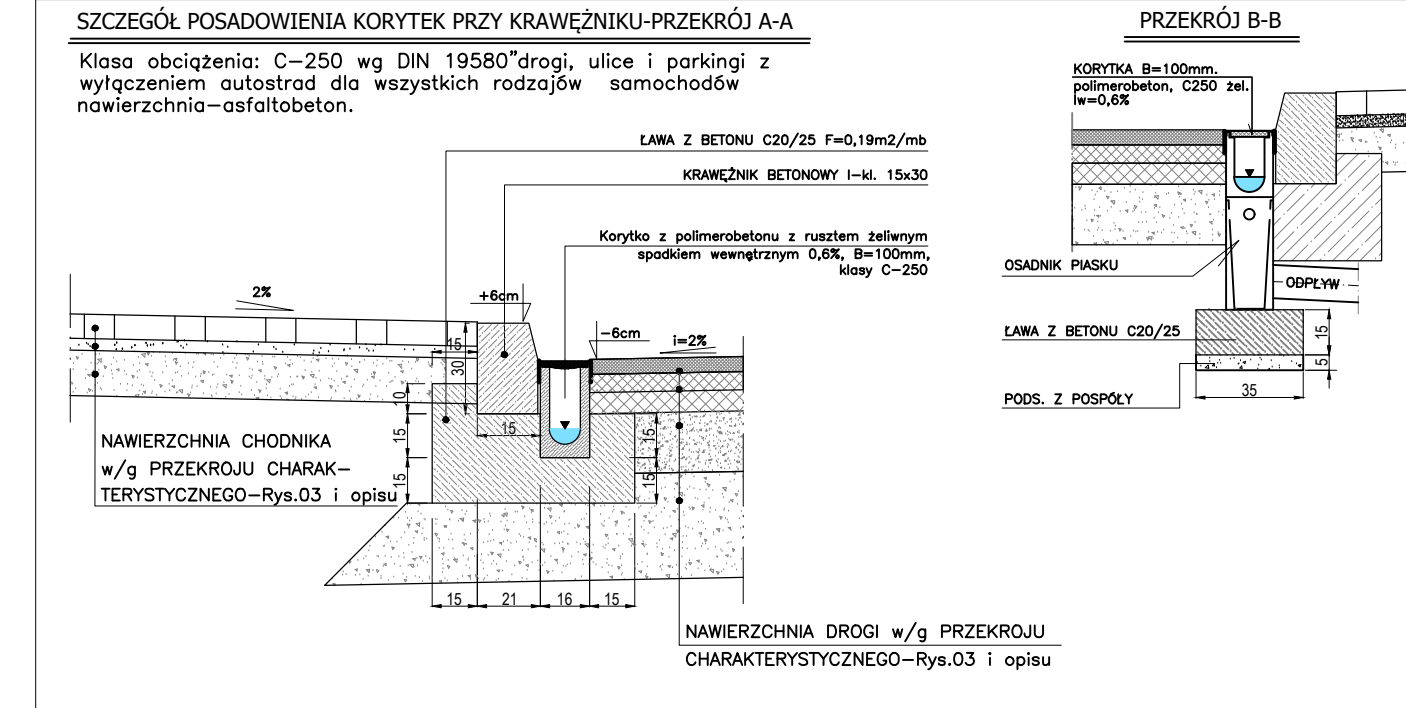 SZCZEGÓŁ POSADOWIENIA KORYTEK PRZY KRAWĘŻNIKU-PRZEKRÓJ A-A
Klasa obciążenia: C-250 wg DIN 19580"drogi, ulice i parkingi z
wyłączeniem autostrad dla wszystkich rodzajów samochodów
nawierzchnia-asfaltobeton.
ŁAWA Z BETONU C20/25 F=0,19m2/mb
KRAWĘŻNIK BETONOWY I-kl. 15x30
Korytko z polimerobetonu z rusztem żeliwnym
spadkiem wewnętrznym 0,6%, B=100mm,
klasy C-250
2%
+6cm
-6cm
i=2%
15
30
10
15
15
15
15
15
NAWIERZCHNIA CHODNIKA
w/g PRZEKROJU CHARAK-
TERYSTYCZNEGO-Rys.03 i opisu
15
21
16
15
NAWIERZCHNIA DROGI w/g PRZEKROJU
CHARAKTERYSTYCZNEGO-Rys.03 i opisu
PRZEKRÓJ B-B
KORYTKA B=100mm.
polimerobeton, C250 żel.
Iw=0,6%
OSADNIK PIASKU
ODPŁYW
ŁAWA Z BETONU C20/25
15
5
PODS. Z POSPÓŁY
35